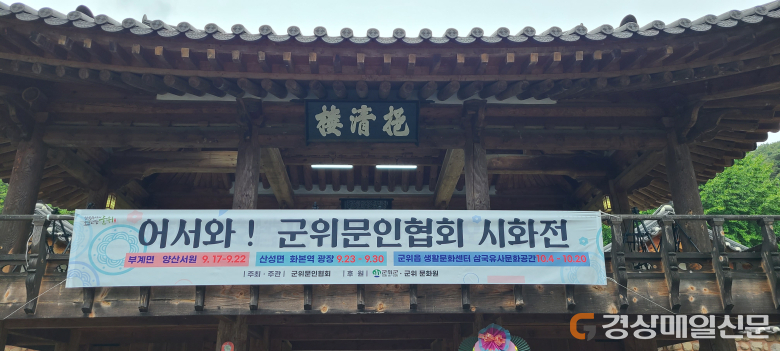 挹清樓
어서와! 군위문인협회 시화전
부계면 양산서원 9.17-9.22 산성면 화본역 광장 9.23 - 9.30 군위읍 생활문화센터 삼국유사문화공간 10.4 - 10.20
| 주최·주관 | 군위문인협회 | 후원 | 군위군·군위 문화원
경상매일신문